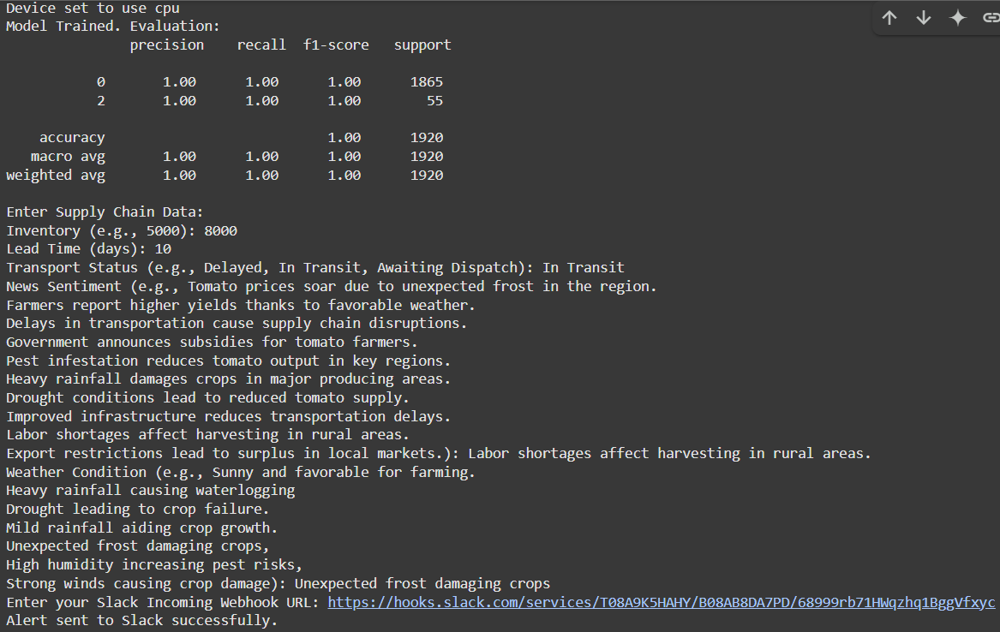 Device set to use cpu
Model Trained. Evaluation:
precision recall f1-score support
0 1.00 1.00 1.00 1865
2 1.00 1.00 1.00 55
accuracy 1.00 1920
macro avg 1.00 1.00 1.00 1920
weighted avg 1.00 1.00 1.00 1920
Enter Supply Chain Data:
Inventory (e.g., 5000): 8000
Lead Time (days): 10
Transport Status (e.g., Delayed, In Transit, Awaiting Dispatch): In Transit
News Sentiment (e.g., Tomato prices soar due to unexpected frost in the region.
Farmers report higher yields thanks to favorable weather.
Delays in transportation cause supply chain disruptions.
Government announces subsidies for tomato farmers.
Pest infestation reduces tomato output in key regions.
Heavy rainfall damages crops in major producing areas.
Drought conditions lead to reduced tomato supply.
Improved infrastructure reduces transportation delays.
Labor shortages affect harvesting in rural areas.
Export restrictions lead to surplus in local markets.): Labor shortages affect harvesting in rural areas.
Weather Condition (e.g., Sunny and favorable for farming.
Heavy rainfall causing waterlogging
Drought leading to crop failure.
Mild rainfall aiding crop growth.
Unexpected frost damaging crops,
High humidity increasing pest risks,
Strong winds causing crop damage): Unexpected frost damaging crops
Enter your Slack Incoming Webhook URL: https://hooks.slack.com/services/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
Alert sent to Slack successfully.